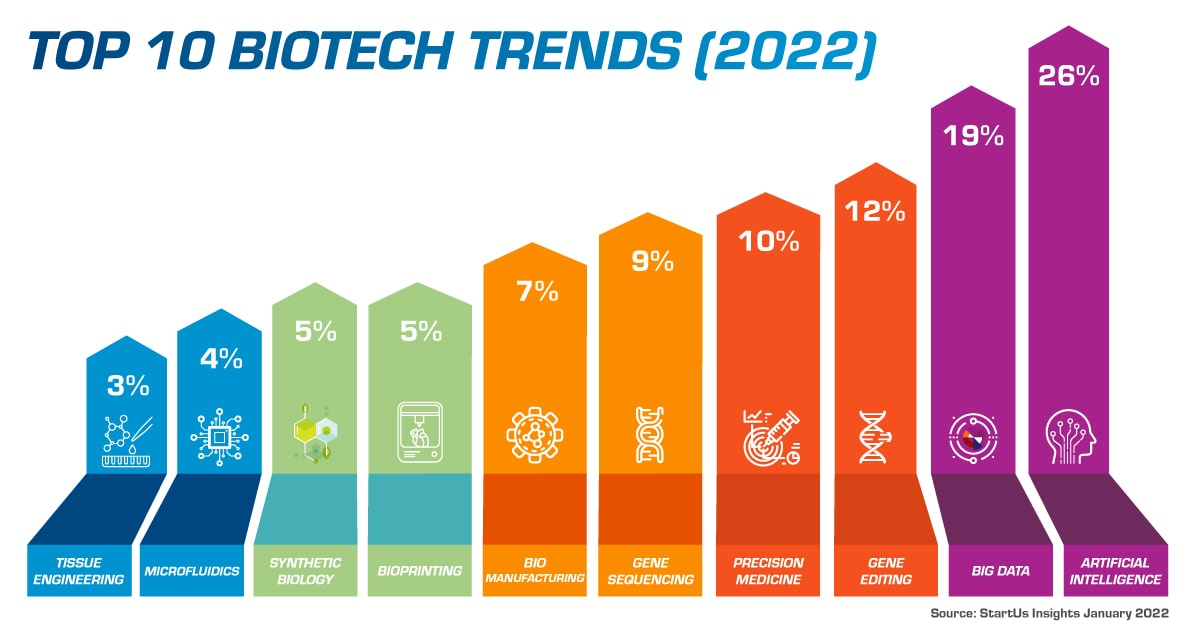 TOP 10 BIOTECH TRENDS (2022)
3%
4%
5%
5%
7%
9%
10%
12%
19%
26%
TISSUE
ENGINEERING
MICROFLUIDICS
SYNTHETIC
BIOLOGY
BIOPRINTING
BIO
MANUFACTURING
GENE
SEQUENCING
PRECISION
MEDICINE
GENE
EDITING
BIG DATA
ARTIFICIAL
INTELLIGENCE
Source: StartUs Insights January 2022